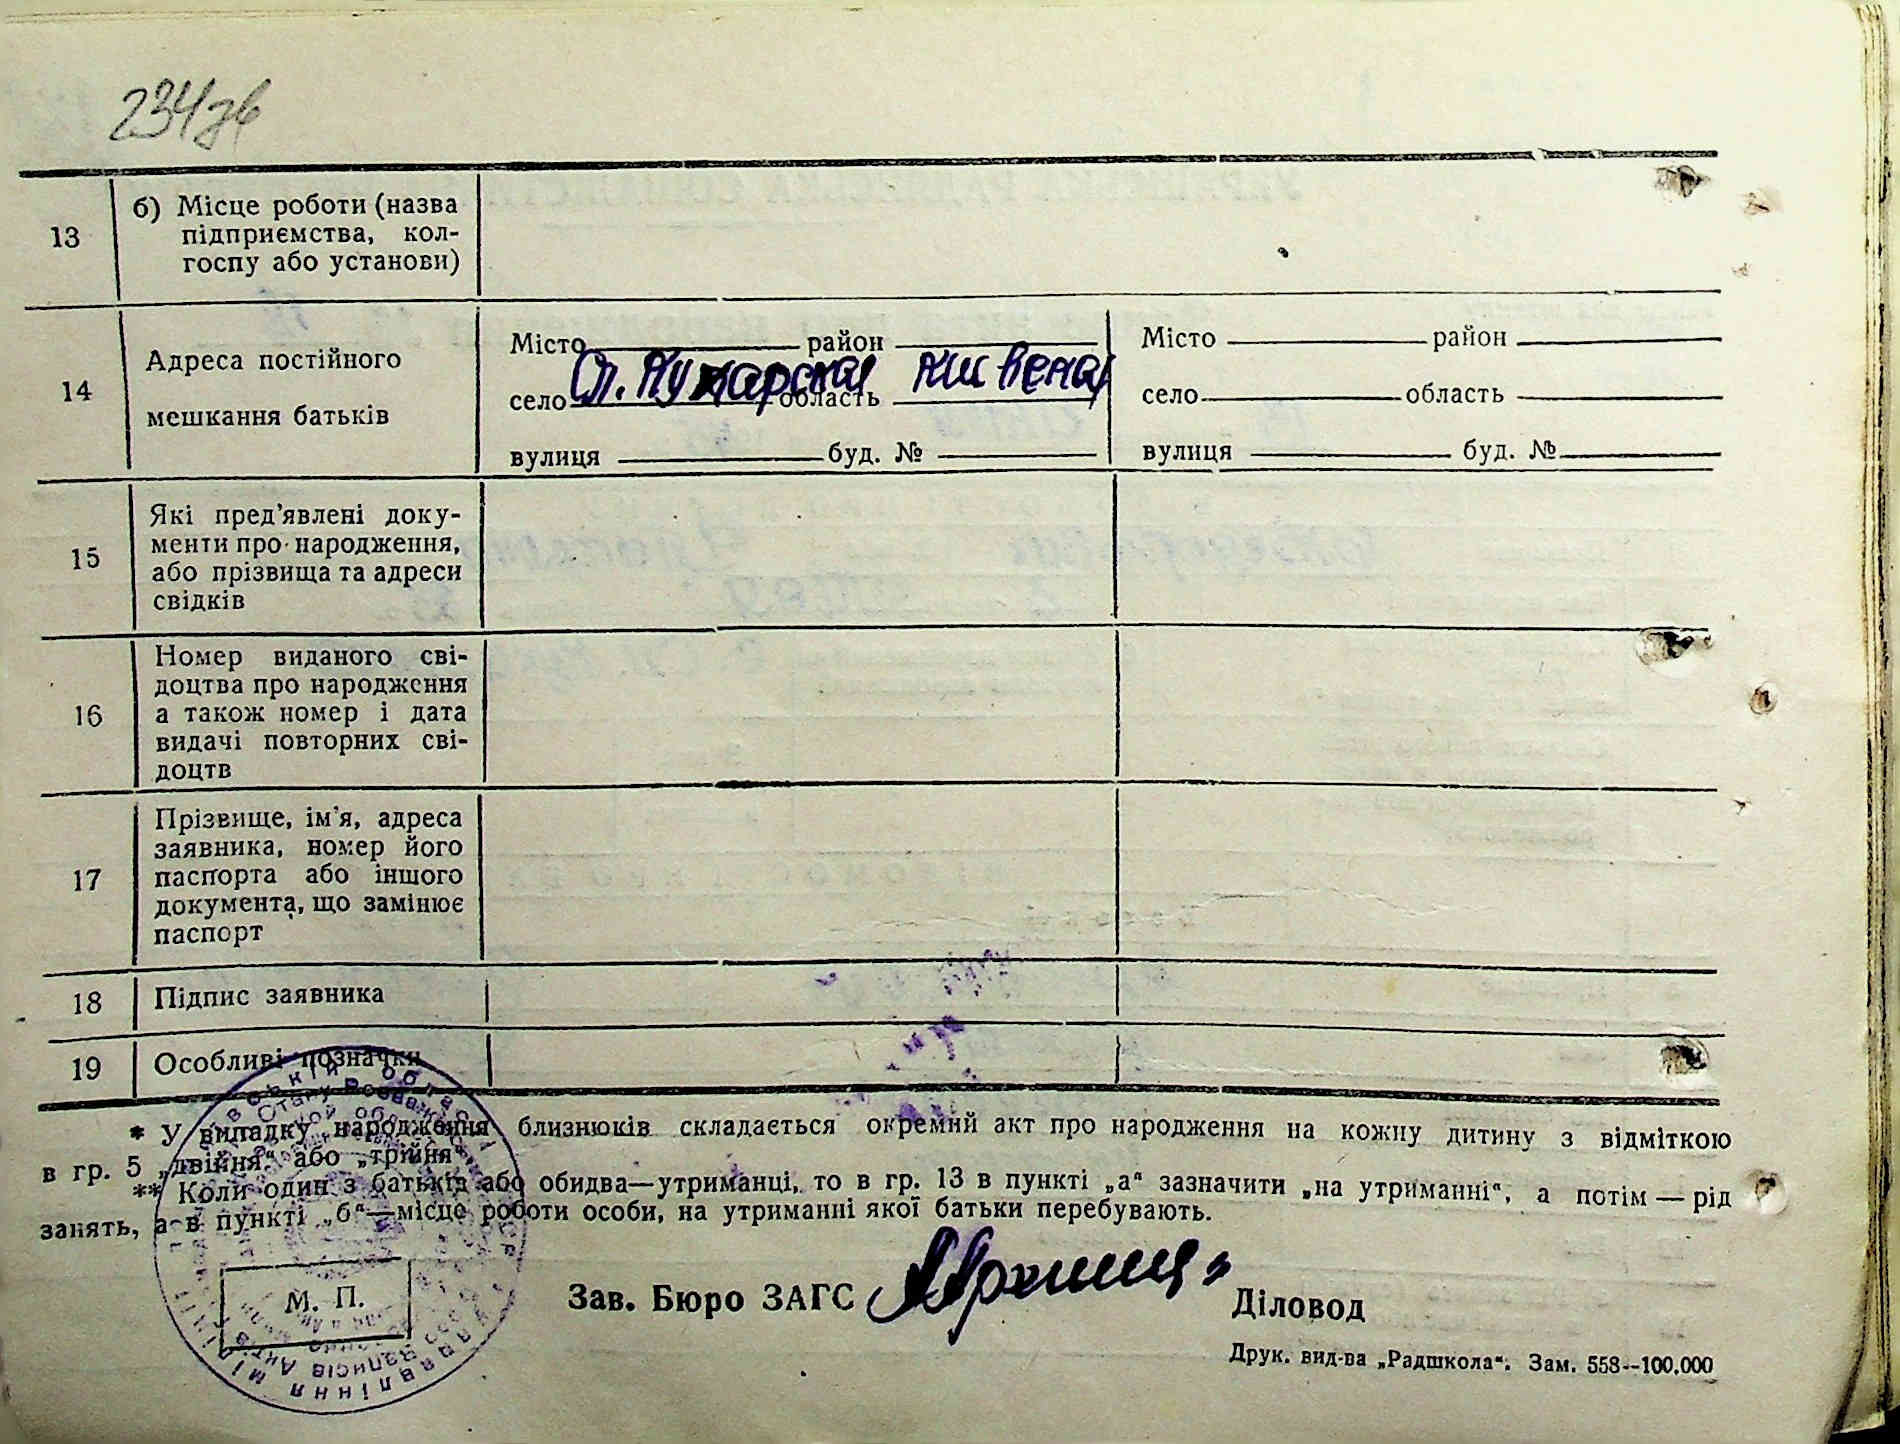 234зв
13
б) Місце роботи (назва
підприємства, кол-
госпу або установи)
14
Адреса постійного
мешкання батьків
Місто район
село область
вулиця буд. №
Місто район
село область
вулиця буд. №
15
Які пред’явлені доку-
менти про народження,
або прізвища та адреси
свідків
16
Номер виданого сві-
доцтва про народження
а також номер і дата
видачі повторних сві-
доцтв
17
Прізвище, ім’я, адреса
заявника, номер його
паспорта або іншого
документа, що замінює
паспорт
18
Підпис заявника
19
Особливі позначки
* У випадку народження близнюків складається окремий акт про народження на кожну дитину з відміткою
в гр. 5 „двійня“ або „трійня“.
** Коли один з батьків або обидва—утриманці, то в гр. 13 в пункті „а“ зазначити „на утриманні“, а потім — рід
занять, а в пункті „б“—місце роботи особи, на утриманні якої батьки перебувають.
М. П.
Зав. Бюро ЗАГС
Діловод
Друк. вид-ва „Радшкола“. Зам. 558--100.000